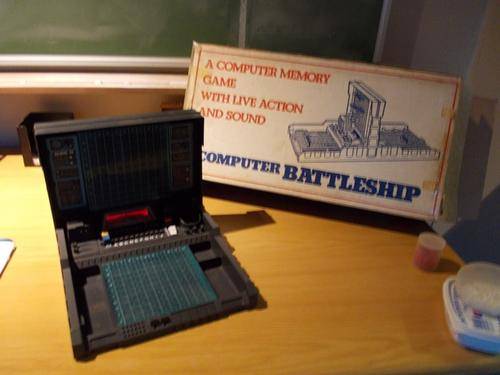 A COMPUTER MEMORY
GAME
WITH LIVE ACTION
AND SOUND
COMPUTER BATTLESHIP